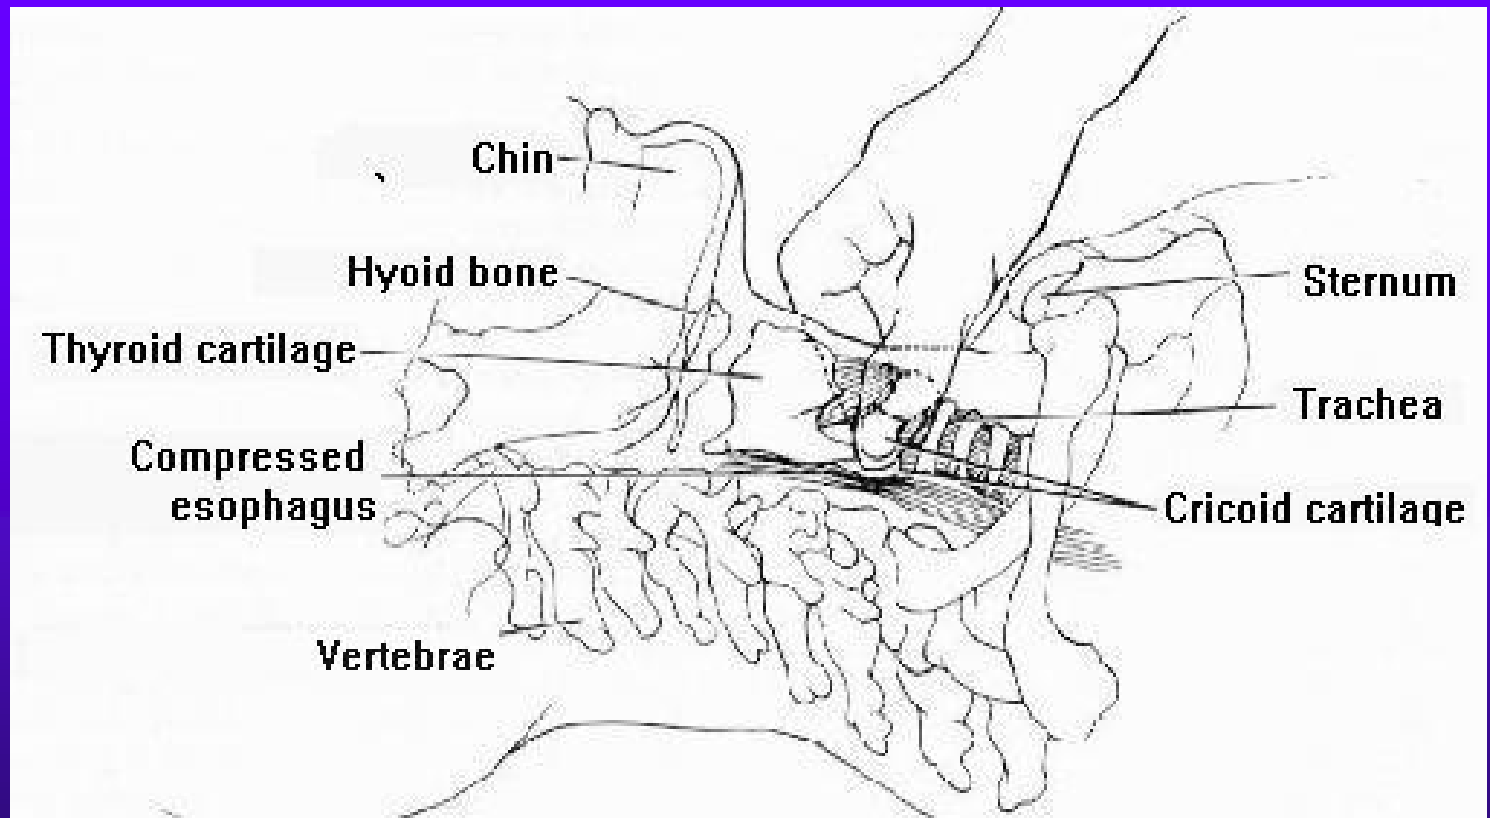 Chin
Hyoid bone
Sternum
Thyroid cartilage
Trachea
Compressed
esophagus
Cricoid cartilage
Vertebrae